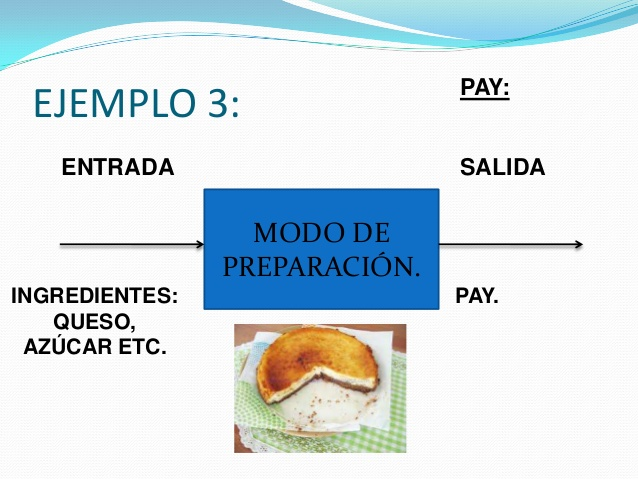 EJEMPLO 3:
PAY:
ENTRADA
SALIDA
MODO DE
PREPARACIÓN.
INGREDIENTES:
QUESO,
AZÚCAR ETC.
PAY.